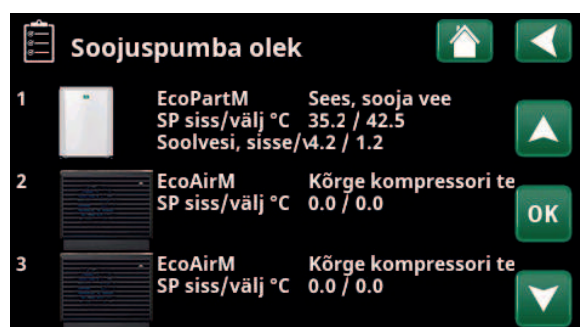 Soojuspumba olek
1 EcoPartM Sees, sooja vee
SP siss/välj °C 35.2 / 42.5
Soolvesi, sisse/v4.2 / 1.2
2 EcoAirM Kõrge kompressori te
SP siss/välj °C 0.0 / 0.0
OK
3 EcoAirM Kõrge kompressori te
SP siss/välj °C 0.0 / 0.0